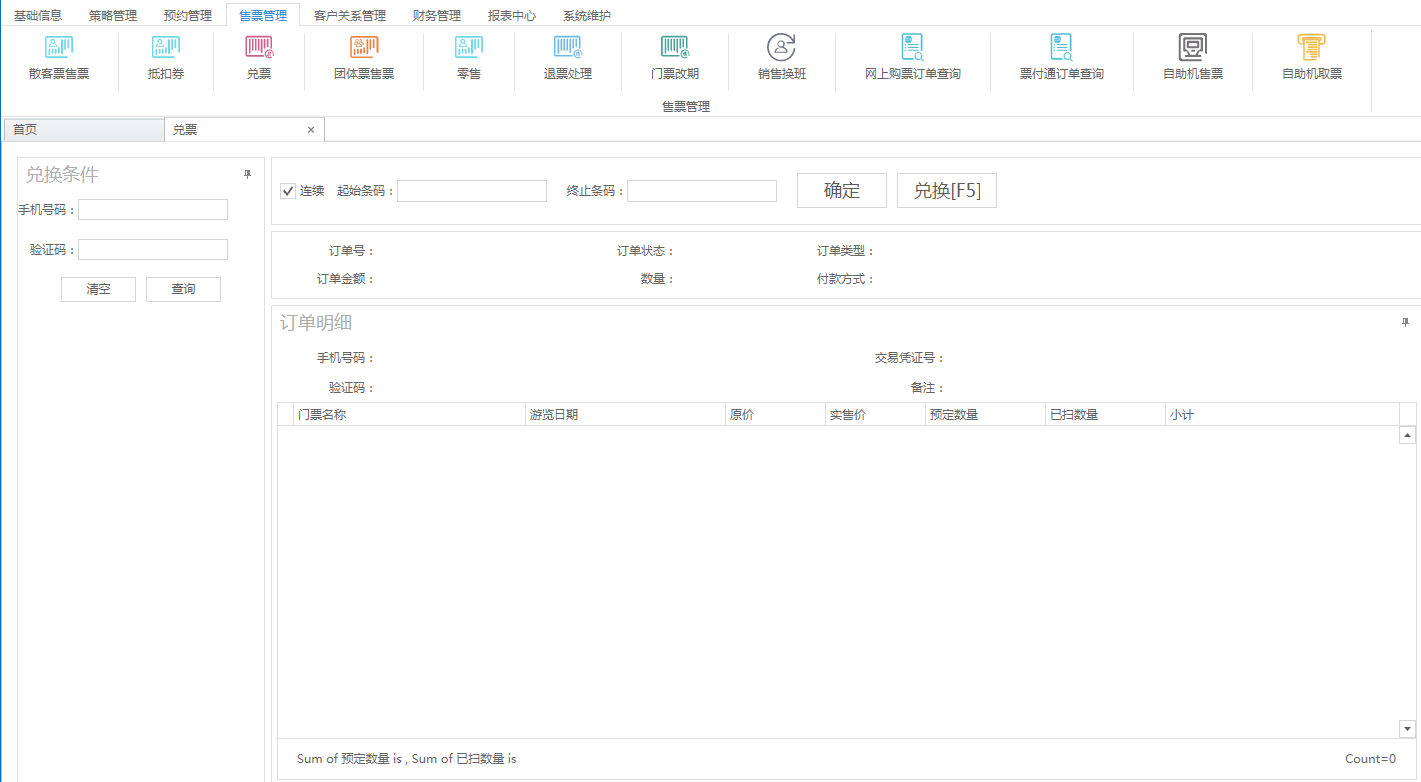 基础信息 策略管理 预约管理 售票管理 客户关系管理 财务管理 报表中心 系统维护
散客票售票 抵扣券 兑票 团体票售票 零售 退票处理 门票改期 销售换班 网上购票订单查询 票付通订单查询 自助机售票 自助机取票
售票管理
首页 兑票 ×
兑换条件
手机号码：
验证码：
清空 查询
连续 起始条码： 终止条码： 确定 兑换[F5]
订单号： 订单状态： 订单类型：
订单金额： 数量： 付款方式：
订单明细
手机号码： 交易凭证号：
验证码： 备注：
门票名称 游览日期 原价 实售价 预定数量 已扫数量 小计
Sum of 预定数量 is , Sum of 已扫数量 is Count=0